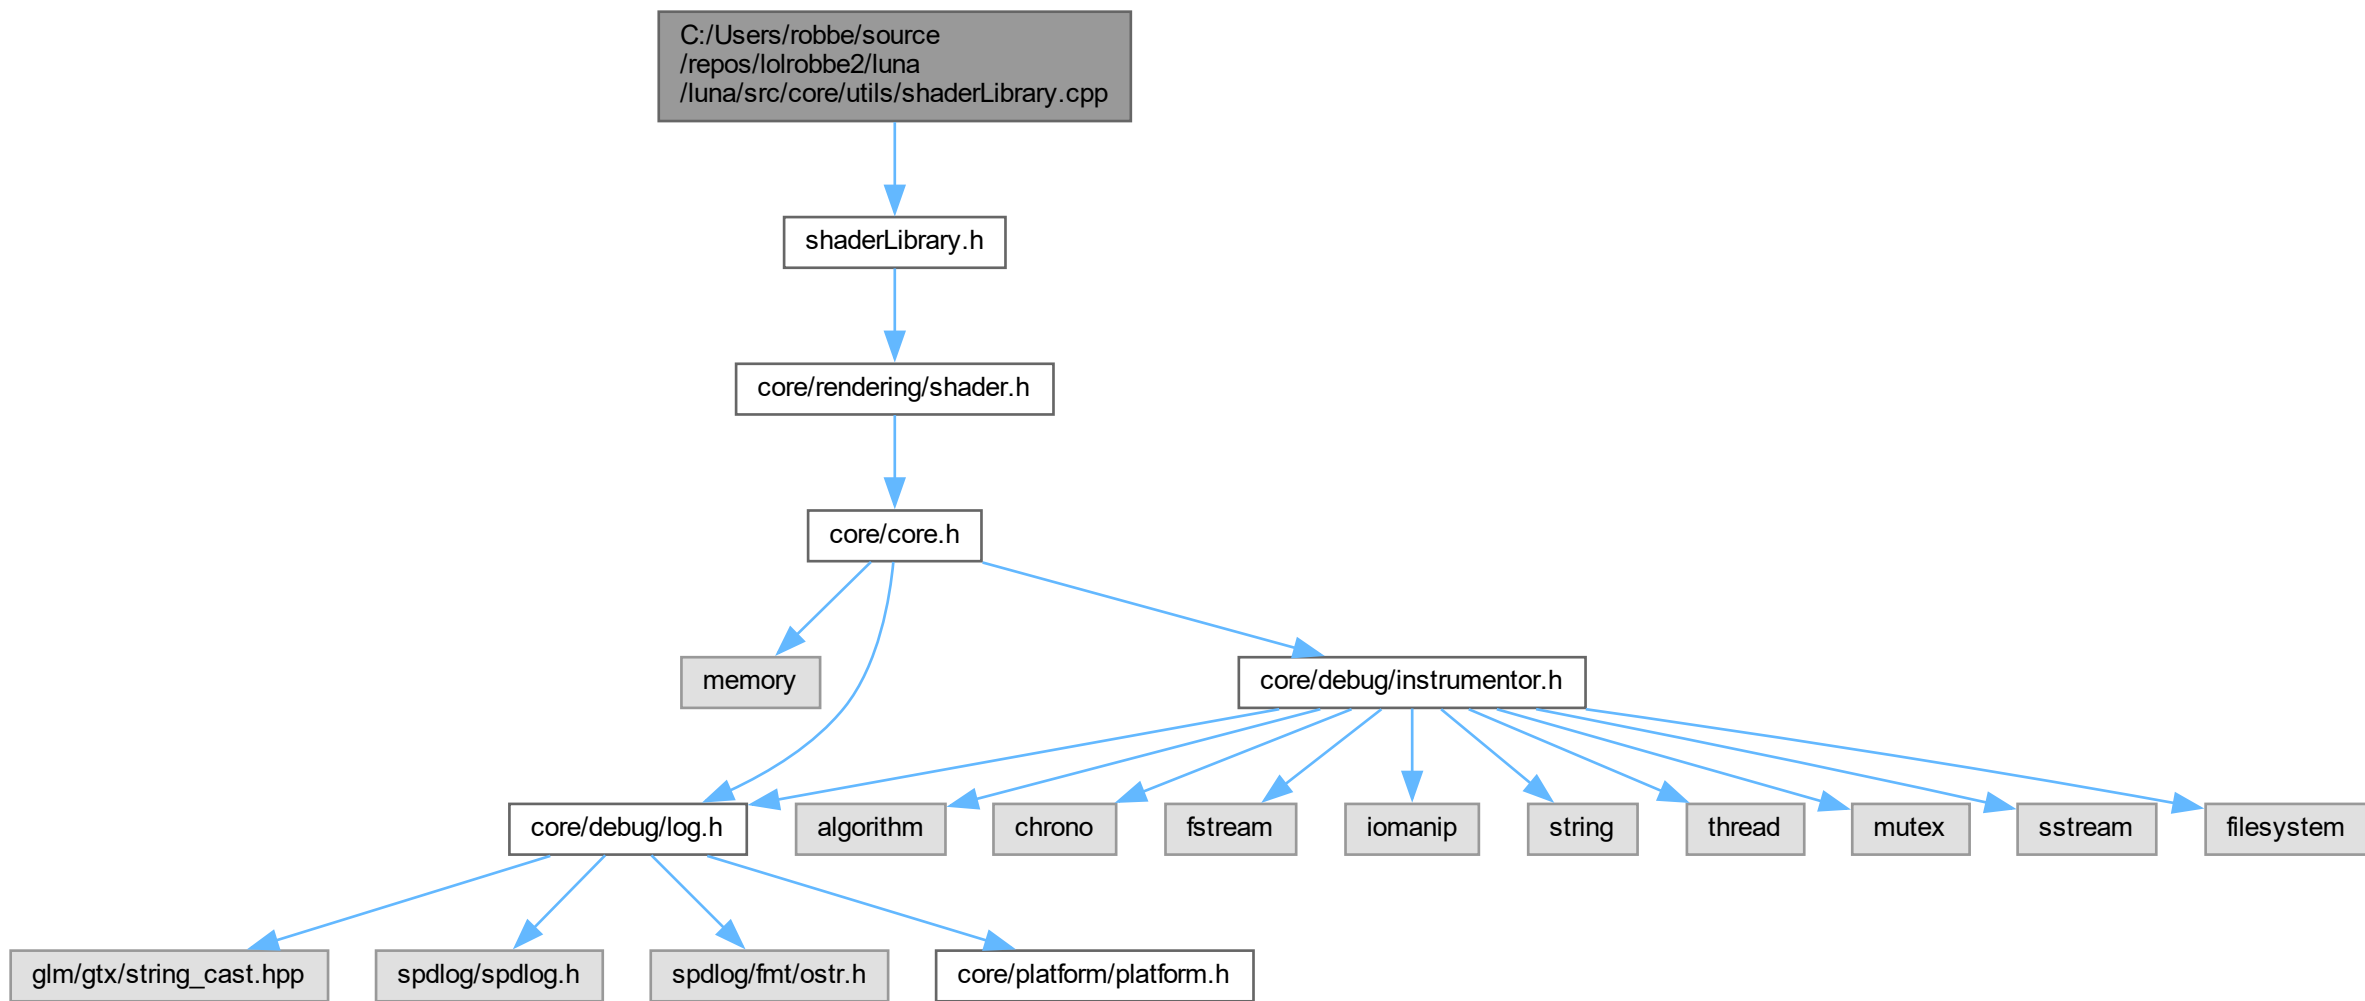 C:/Users/robbe/source
/repos/lolrobbe2/luna
/luna/src/core/utils/shaderLibrary.cpp
shaderLibrary.h
core/rendering/shader.h
core/core.h
memory
core/debug/instrumentor.h
core/debug/log.h
algorithm
chrono
fstream
iomanip
string
thread
mutex
sstream
filesystem
glm/gtx/string_cast.hpp
spdlog/spdlog.h
spdlog/fmt/ostr.h
core/platform/platform.h